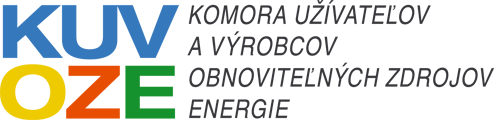 KUV
OZE
KOMORA UŽÍVATEĽOV
A VÝROBCOV
OBNOVITEĽNÝCH ZDROJOV
ENERGIE